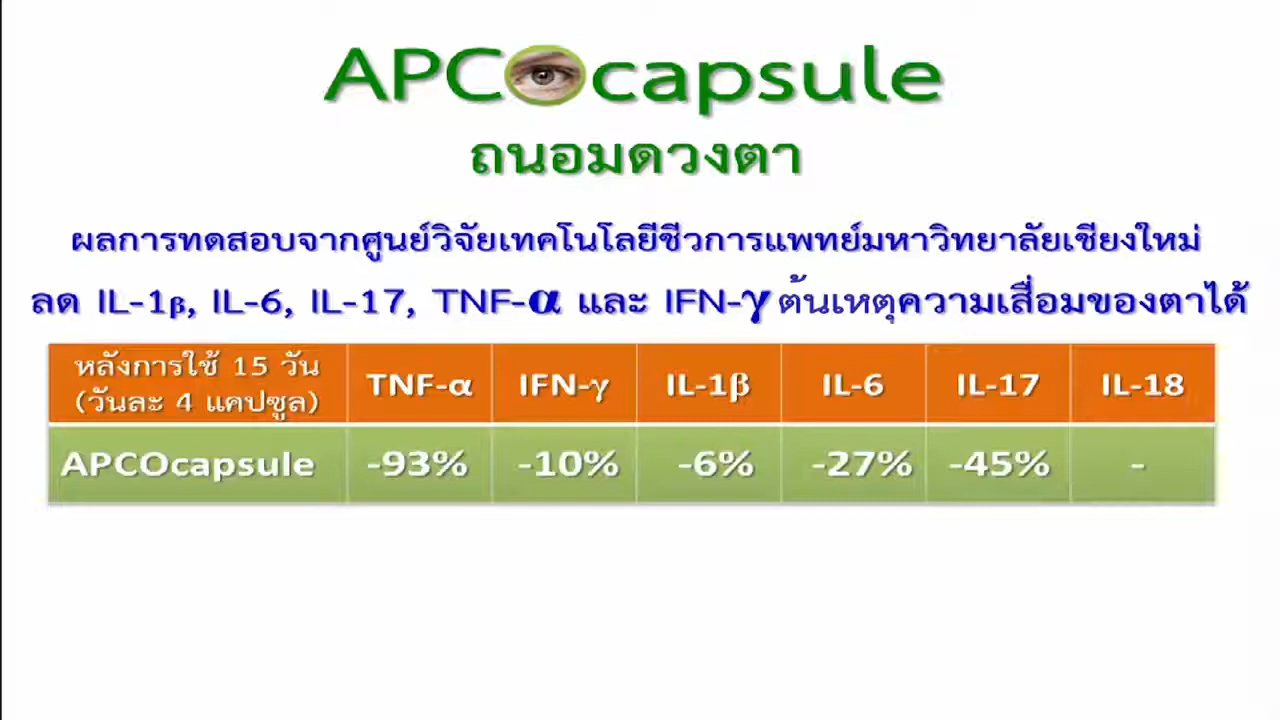 APCOcapsule
ถนอมดวงตา
ผลการทดสอบจากศูนย์วิจัยเทคโนโลยีชีวการแพทย์มหาวิทยาลัยเชียงใหม่
ลด IL-1β, IL-6, IL-17, TNF-α และ IFN-γ ต้นเหตุความเสื่อมของตาได้
หลังการใช้ 15 วัน
(วันละ 4 แคปซูล) TNF-α IFN-γ IL-1β IL-6 IL-17 IL-18
APCOcapsule -93% -10% -6% -27% -45% -